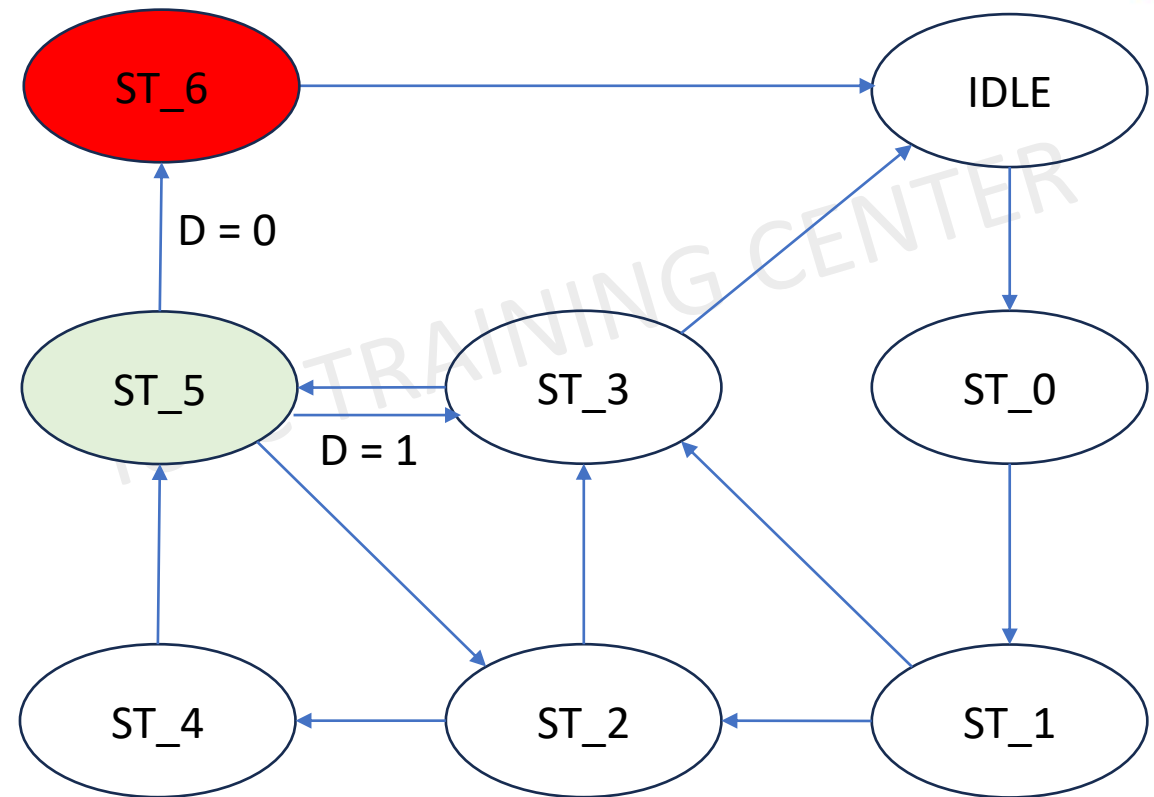 ST_6
IDLE
D = 0
ST_5
ST_3
ST_0
D = 1
ST_4
ST_2
ST_1
TRAINING CENTER